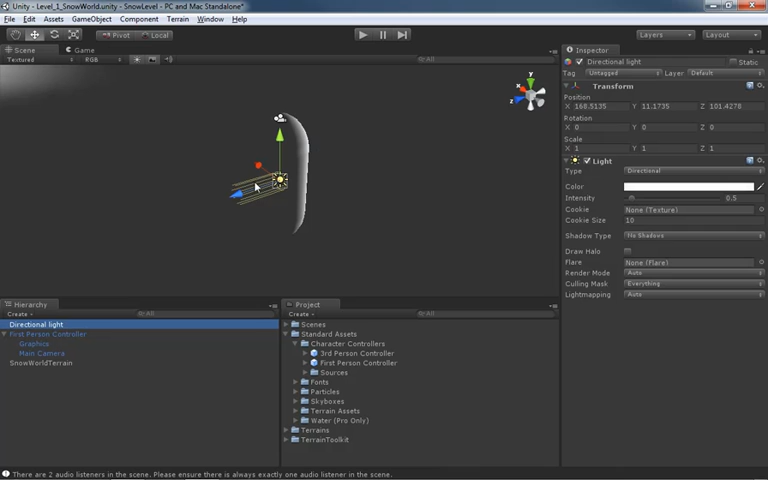 Unity - Level_1_SnowWorld.unity - SnowLevel - PC and Mac Standalone*
File Edit Assets GameObject Component Terrain Window Help
Pivot Local Layers Layout
Scene Game Inspector
Textured RGB All
Directional light Static
Tag Untagged Layer Default
Transform
Position
X 168.5135 Y 11.1735 Z 101.4278
Rotation
X 0 Y 0 Z 0
Scale
X 1 Y 1 Z 1
Light
Type Directional
Color
Intensity 0.5
Cookie None (Texture)
Cookie Size 10
Shadow Type No Shadows
Draw Halo
Flare None (Flare)
Render Mode Auto
Culling Mask Everything
Lightmapping Auto
y
x
z
Hierarchy
Create All
Directional light
First Person Controller
Graphics
Main Camera
SnowWorldTerrain
Project
Create All
Scenes
Standard Assets
Character Controllers
3rd Person Controller
First Person Controller
Sources
Fonts
Particles
Skyboxes
Terrain Assets
Water (Pro Only)
Terrains
TerrainToolkit
There are 2 audio listeners in the scene. Please ensure there is always exactly one audio listener in the scene.